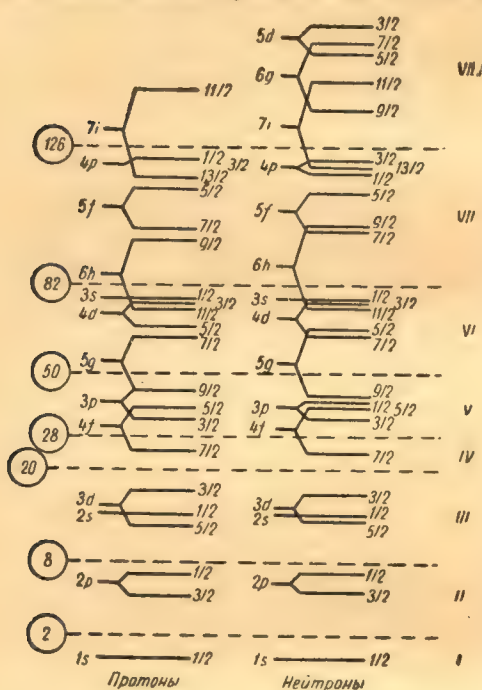 5d 3/2
7/2
5/2
6g
VII.
11/2 11/2
9/2
7i 7i
126
4p 1/2 3/2 4p 3/2
13/2 13/2
1/2
5/2 5/2
5f 5f VII
7/2 9/2
9/2 7/2
6h 6h
82
3s 1/2 3s 1/2
3/2 3/2
4d 11/2 4d 11/2
5/2 5/2 VI
7/2 7/2
5g 5g
50
9/2 9/2
3p 5/2 3p 1/2 5/2 V
4f 3/2 4f 3/2
28
7/2 7/2 IV
20
3d 3/2 3d 3/2
2s 1/2 2s 1/2 III
5/2 5/2
8
1/2 1/2
2p 2p
3/2 3/2 II
2
1s 1/2 1s 1/2 I
Протоны Нейтроны